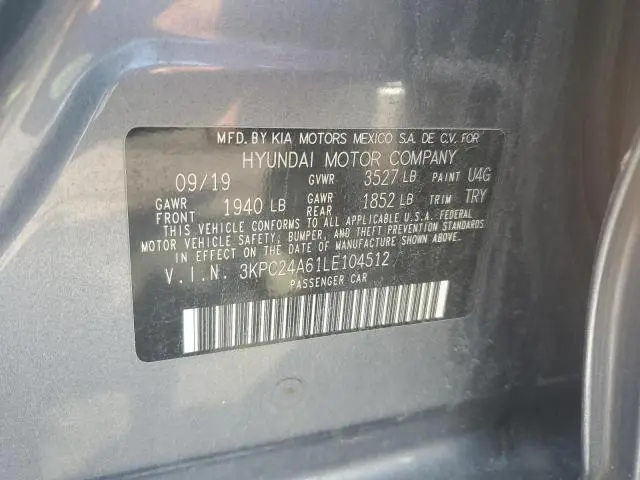 MFD. BY KIA MOTORS MEXICO S.A. DE C.V. FOR
HYUNDAI MOTOR COMPANY
09/19 GVWR 3527 LB PAINT U4G
GAWR FRONT 1940 LB GAWR REAR 1852 LB TRIM TRY
THIS VEHICLE CONFORMS TO ALL APPLICABLE U.S.A. FEDERAL
MOTOR VEHICLE SAFETY, BUMPER, AND THEFT PREVENTION STANDARDS
IN EFFECT ON THE DATE OF MANUFACTURE SHOWN ABOVE.
V.I.N. 3KPC24A61LE104512
PASSENGER CAR